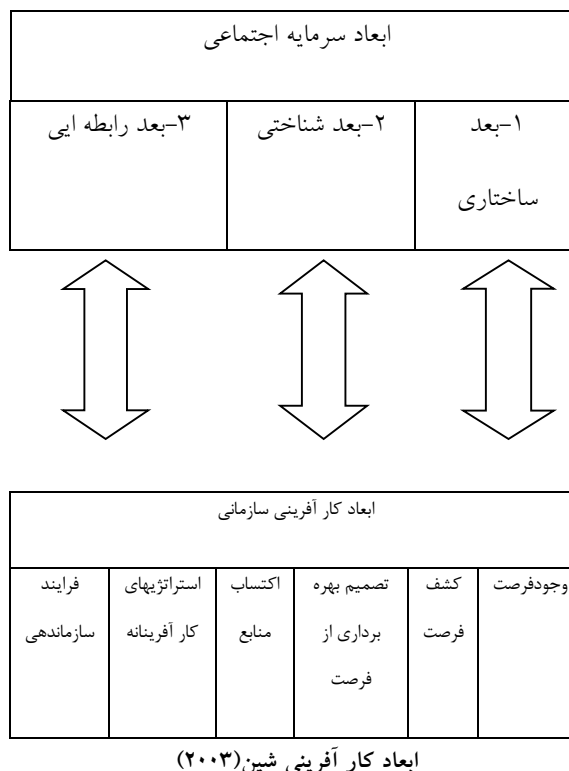 ابعاد سرمایه اجتماعی
۱-بعد
ساختاری
۲-بعد شناختی
۳-بعد رابطه ایی
ابعاد کار آفرینی سازمانی
وجودفرصت
کشف
فرصت
تصمیم بهره
برداری از
فرصت
اکتساب
منابع
استراتژیهای
کار آفرینانه
فرایند
سازماندهی
ابعاد کار آفرینی شین(۲۰۰۳)